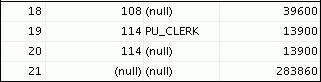 18 108 (null) 39600
19 114 PU_CLERK 13900
20 114 (null) 13900
21 (null) (null) 283860